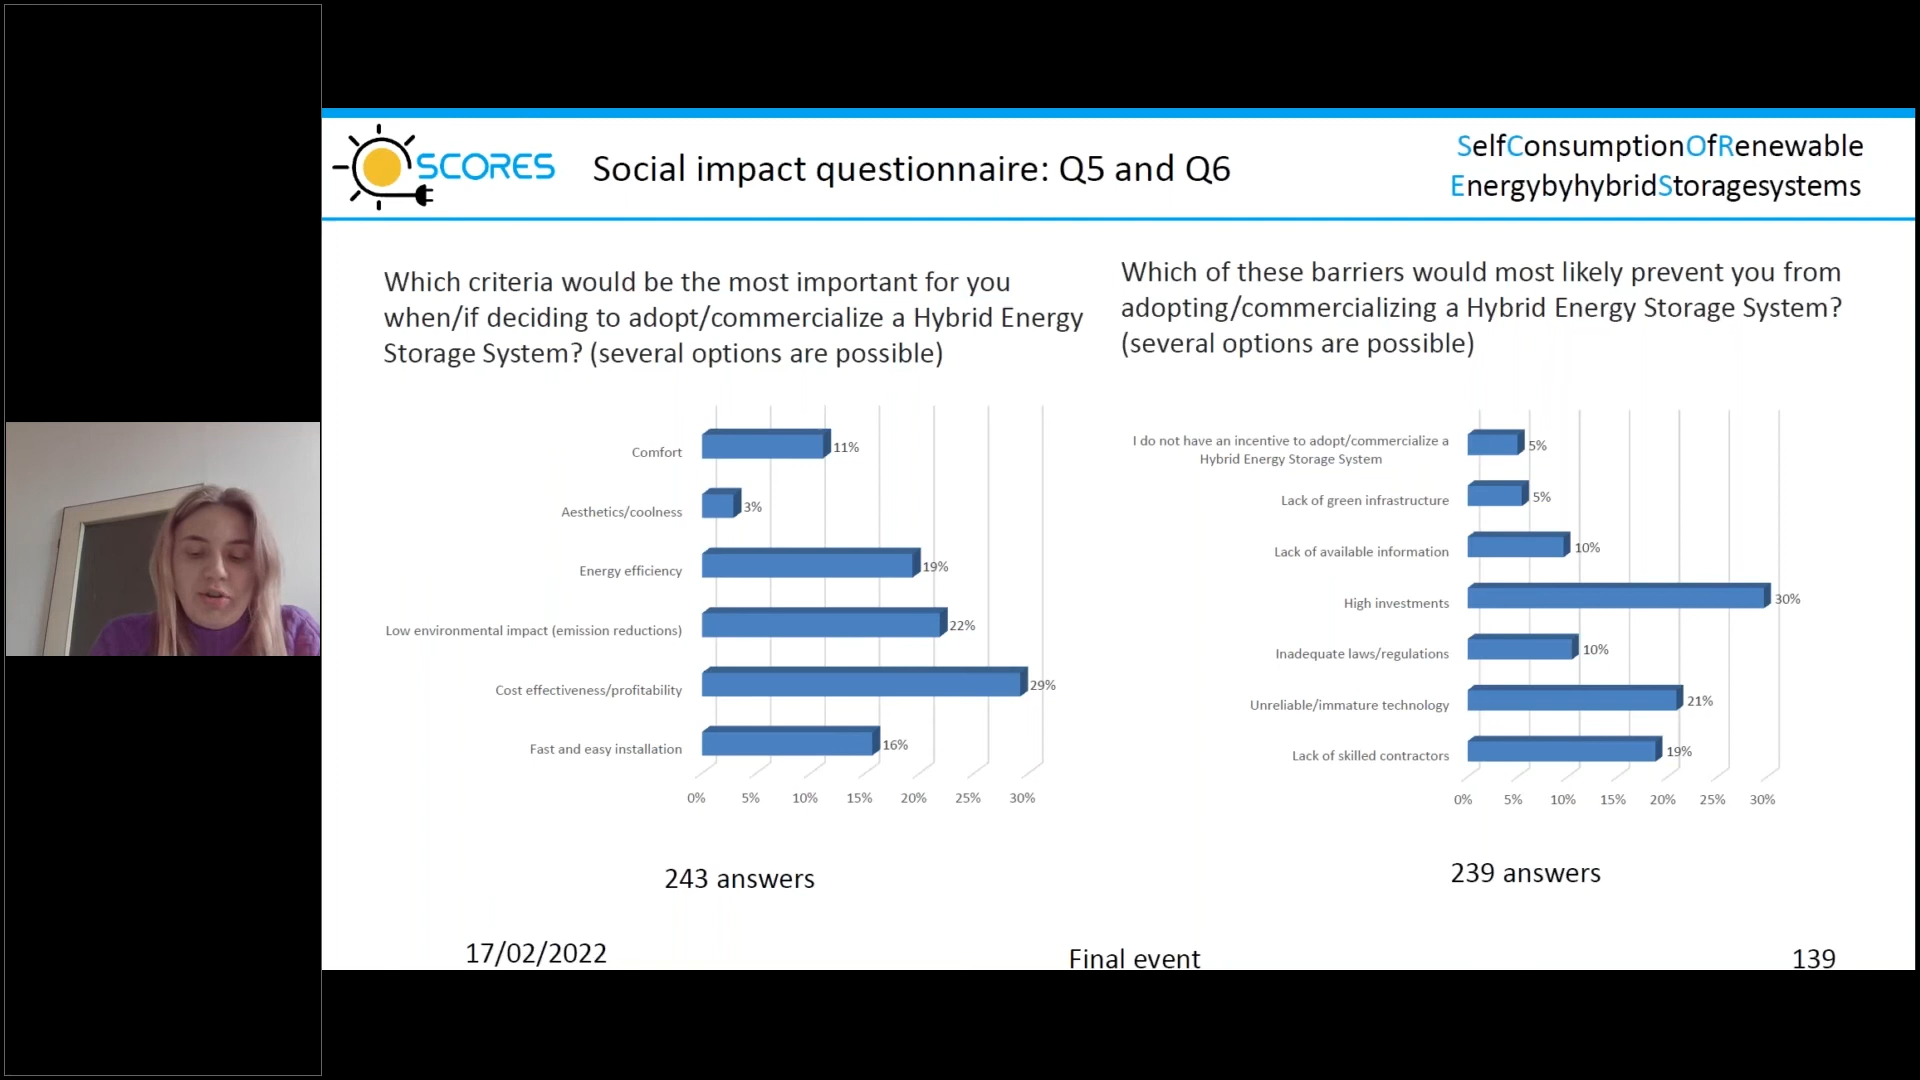 SCORES
Social impact questionnaire: Q5 and Q6
SelfConsumptionOfRenewable
EnergybyhybridStoragesystems
Which criteria would be the most important for you
when/if deciding to adopt/commercialize a Hybrid Energy
Storage System? (several options are possible)
Comfort
11%
Aesthetics/coolness
3%
Energy efficiency
19%
Low environmental impact (emission reductions)
22%
Cost effectiveness/profitability
29%
Fast and easy installation
16%
0% 5% 10% 15% 20% 25% 30%
243 answers
Which of these barriers would most likely prevent you from
adopting/commercializing a Hybrid Energy Storage System?
(several options are possible)
I do not have an incentive to adopt/commercialize a
Hybrid Energy Storage System
5%
Lack of green infrastructure
5%
Lack of available information
10%
High investments
30%
Inadequate laws/regulations
10%
Unreliable/immature technology
21%
Lack of skilled contractors
19%
0% 5% 10% 15% 20% 25% 30%
239 answers
17/02/2022
Final event
139